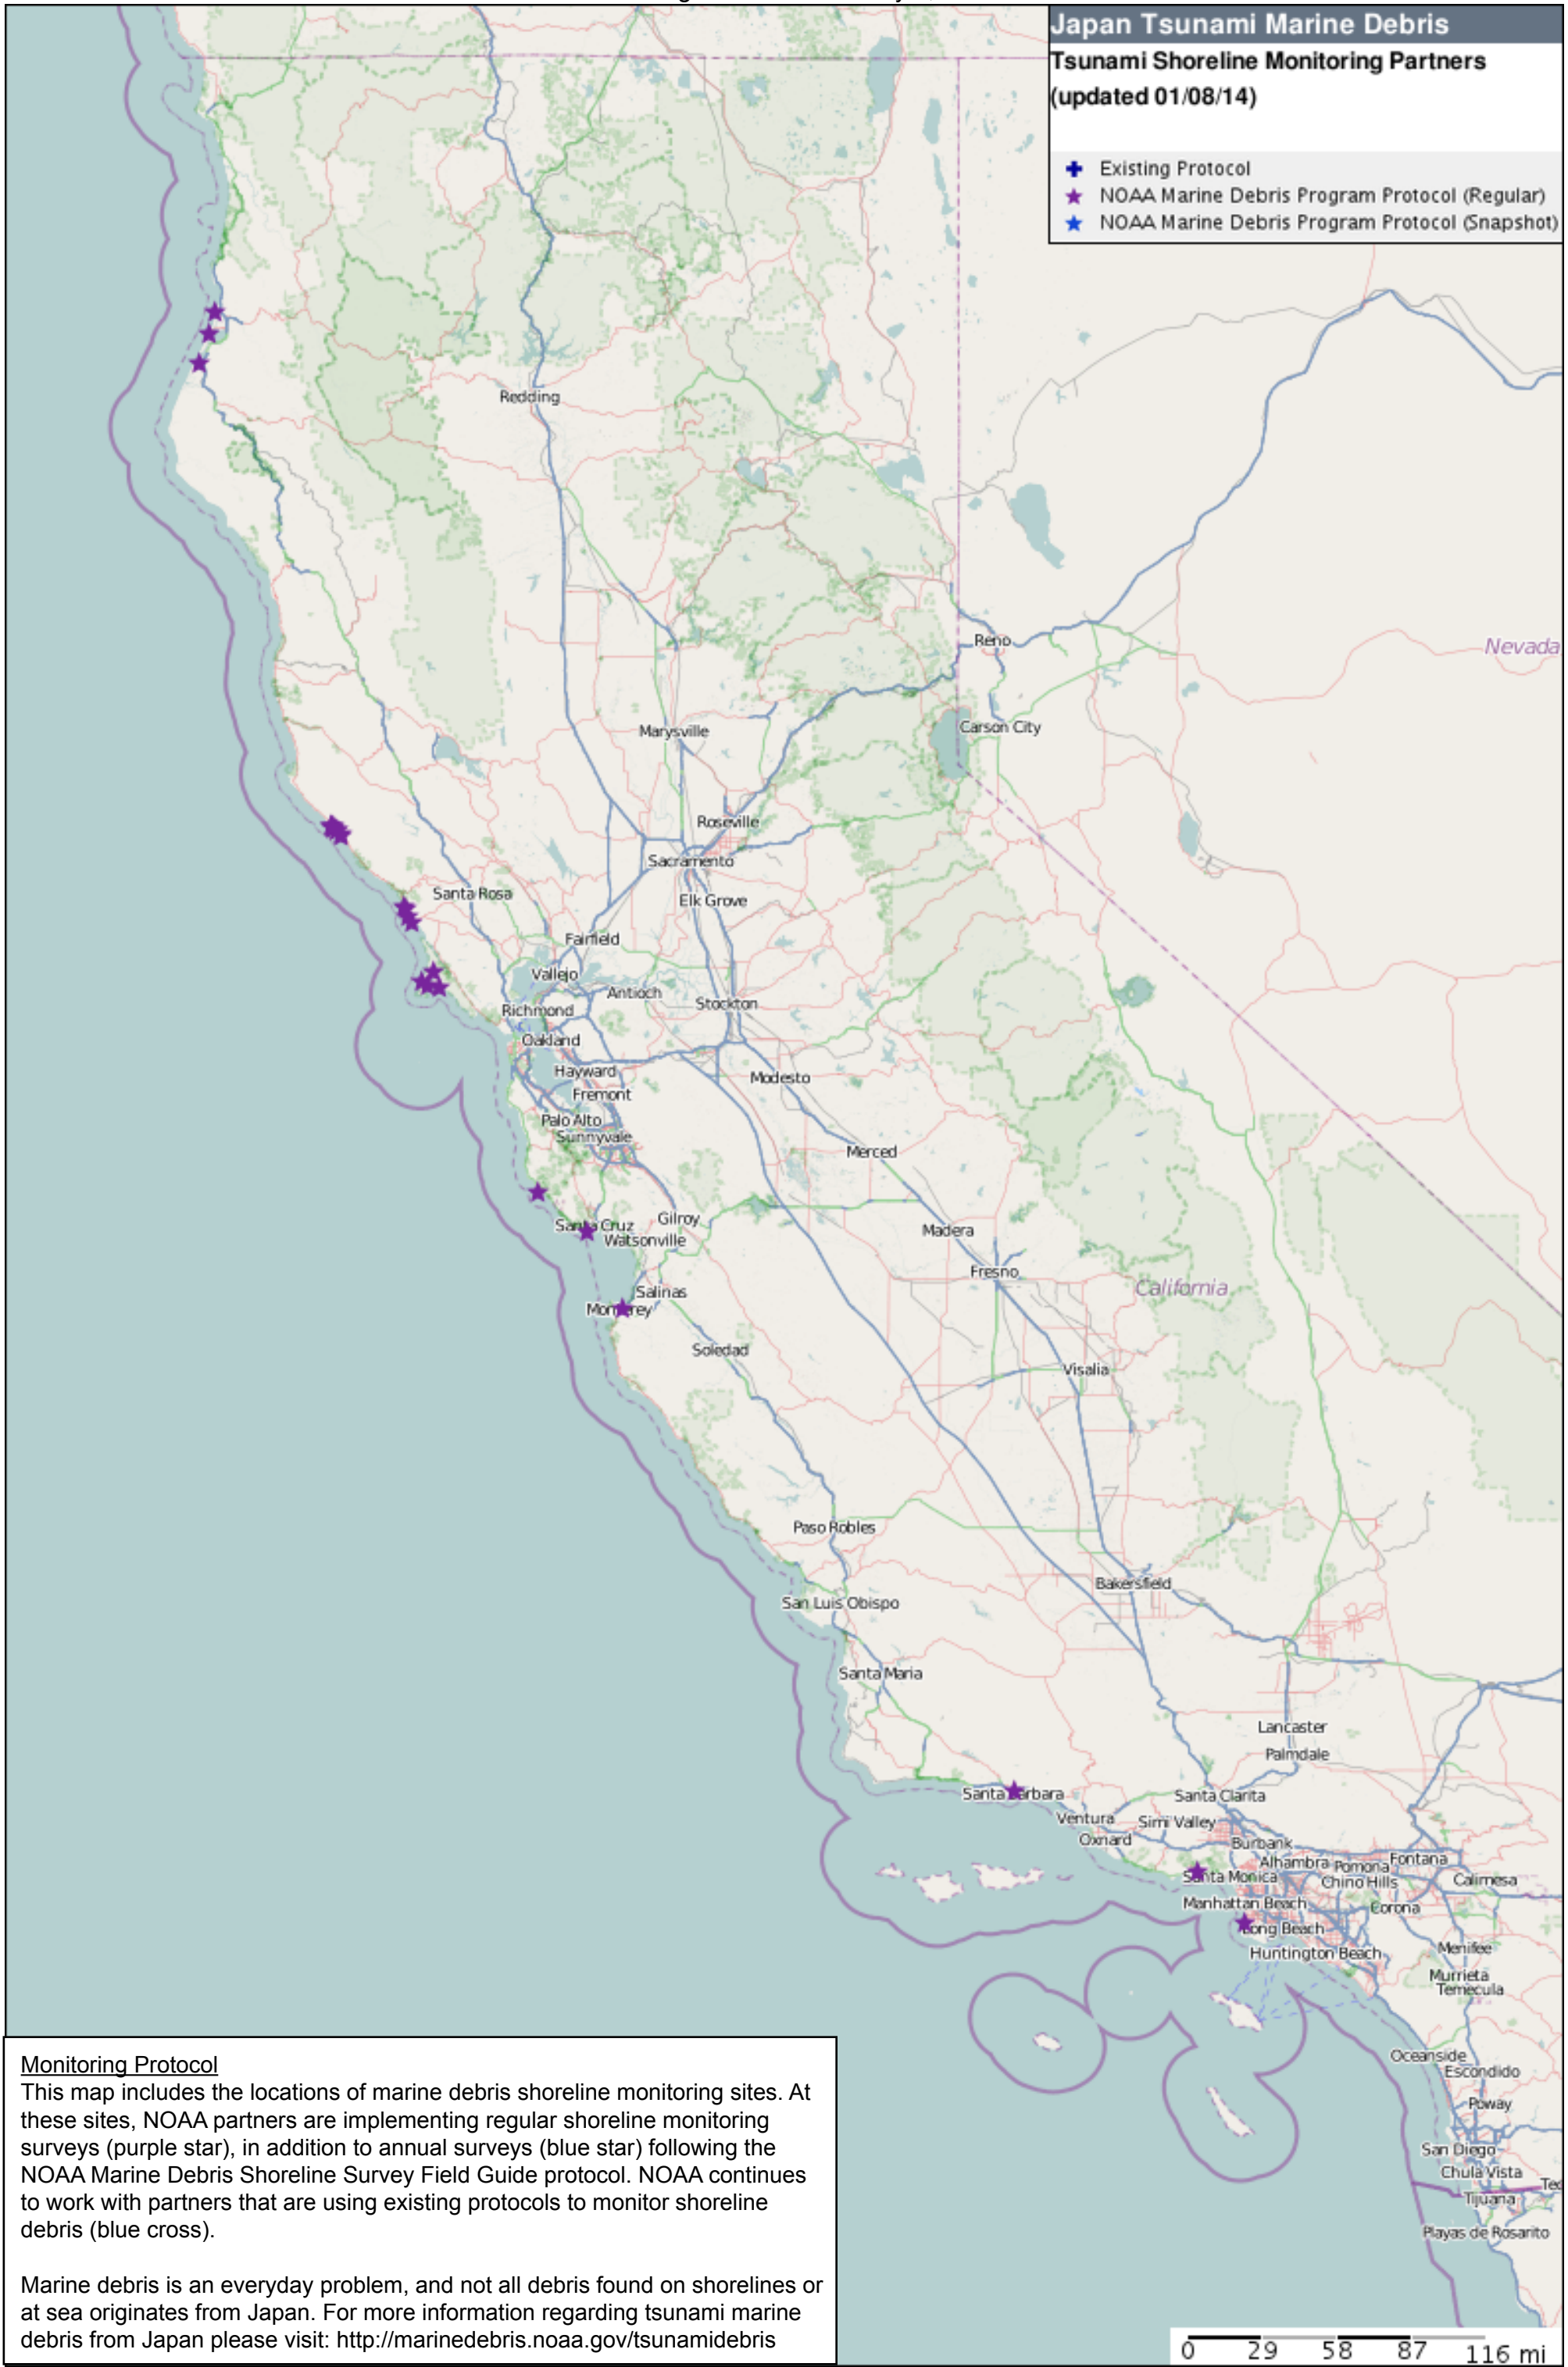 Japan Tsunami Marine Debris
Tsunami Shoreline Monitoring Partners
(updated 01/08/14)
Existing Protocol
NOAA Marine Debris Program Protocol (Regular)
NOAA Marine Debris Program Protocol (Snapshot)
Redding
Reno
Nevada
Carson City
Marysville
Roseville
Sacramento
Santa Rosa
Elk Grove
Fairfield
Vallejo
Antioch
Stockton
Richmond
Oakland
Hayward
Modesto
Fremont
Palo Alto
Sunnyvale
Merced
Gilroy
Santa Cruz
Watsonville
Madera
Fresno
California
Salinas
Monterey
Soledad
Visalia
Paso Robles
Bakersfield
San Luis Obispo
Santa Maria
Lancaster
Palmdale
Santa Barbara
Santa Clarita
Ventura
Simi Valley
Oxnard
Burbank
Alhambra
Pomona
Fontana
Santa Monica
Chino Hills
Calimesa
Manhattan Beach
Corona
Long Beach
Huntington Beach
Menifee
Murrieta
Temecula
Oceanside
Escondido
Poway
San Diego
Chula Vista
Tec
Tijuana
Playas de Rosarito
Monitoring Protocol
This map includes the locations of marine debris shoreline monitoring sites. At
these sites, NOAA partners are implementing regular shoreline monitoring
surveys (purple star), in addition to annual surveys (blue star) following the
NOAA Marine Debris Shoreline Survey Field Guide protocol. NOAA continues
to work with partners that are using existing protocols to monitor shoreline
debris (blue cross).
Marine debris is an everyday problem, and not all debris found on shorelines or
at sea originates from Japan. For more information regarding tsunami marine
debris from Japan please visit: http://marinedebris.noaa.gov/tsunamidebris
0 29 58 87 116 mi